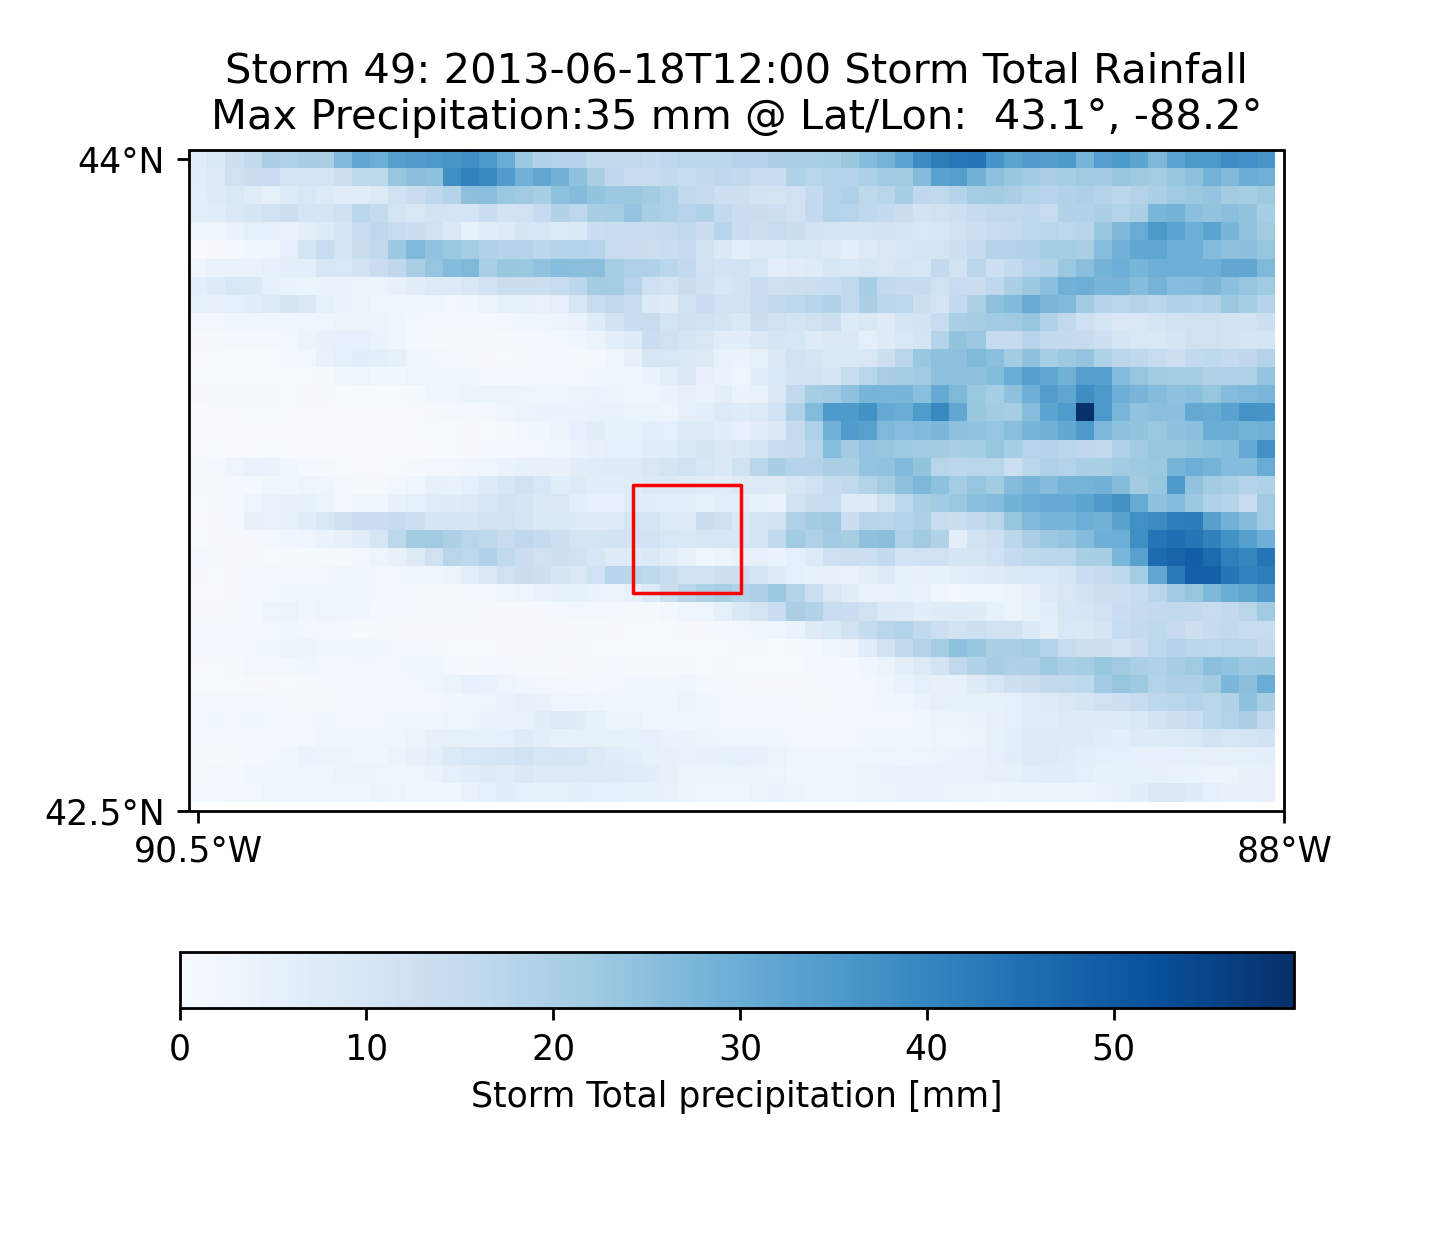 Storm 49: 2013-06-18T12:00 Storm Total Rainfall
Max Precipitation:35 mm @ Lat/Lon:  43.1°, -88.2°
44°N
42.5°N
90.5°W 88°W
0 10 20 30 40 50
Storm Total precipitation [mm]